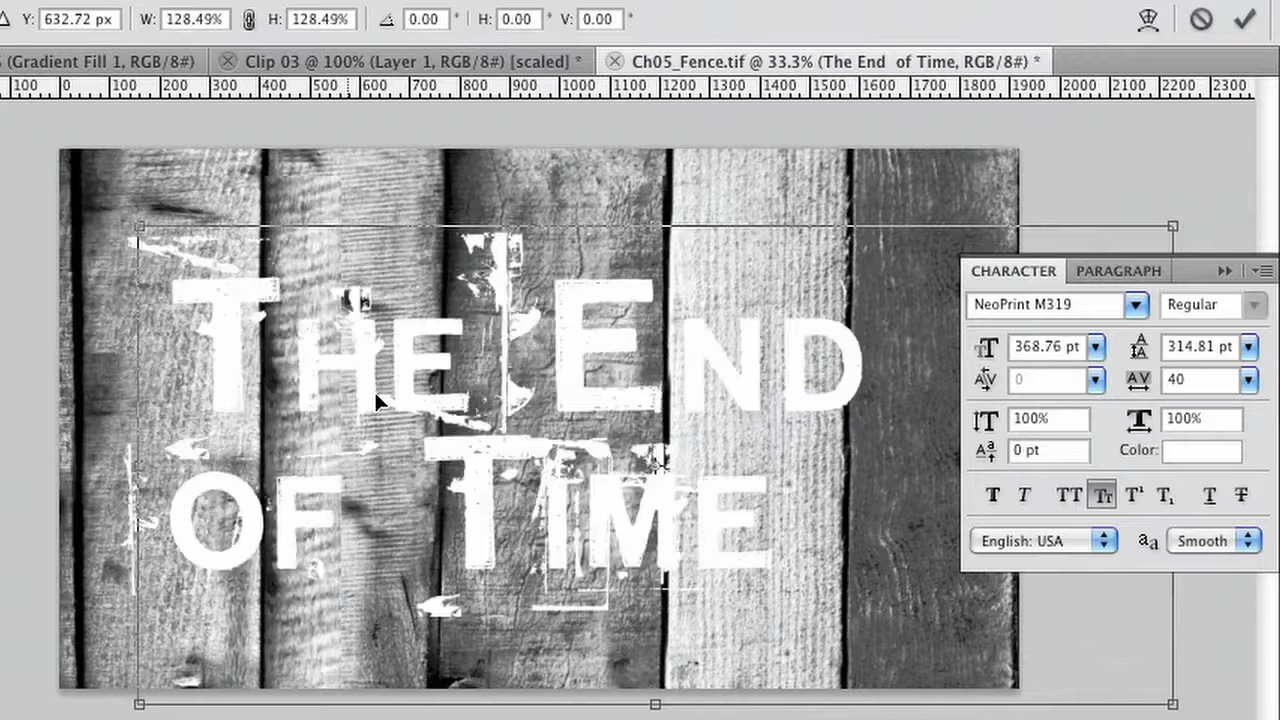 Y: 632.72 px W: 128.49% H: 128.49% 0.00 ° H: 0.00 ° V: 0.00 °
(Gradient Fill 1, RGB/8#) Clip 03 @ 100% (Layer 1, RGB/8#) [scaled] * Ch05_Fence.tif @ 33.3% (The End of Time, RGB/8#) *
100 0 100 200 300 400 500 600 700 800 900 1000 1100 1200 1300 1400 1500 1600 1700 1800 1900 2000 2100 2200 2300
THE END
OF TIME
CHARACTER PARAGRAPH
NeoPrint M319 Regular
368.76 pt 314.81 pt
0 40
100% 100%
0 pt Color:
T T TT Tт T¹ T₁ T T
English: USA aa Smooth